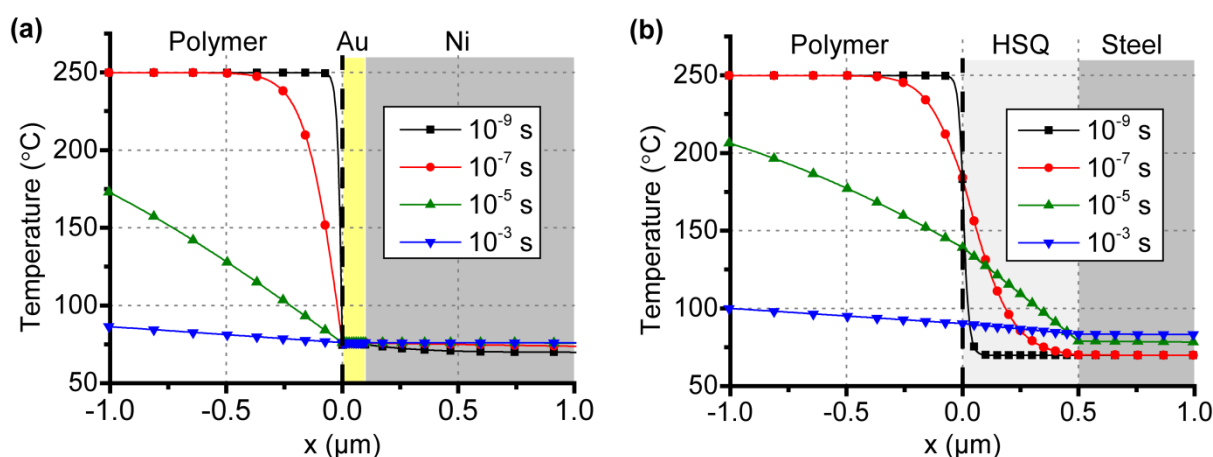 (a)
Polymer Au Ni
Temperature (°C)
250
200
150
100
50
10⁻⁹ s
10⁻⁷ s
10⁻⁵ s
10⁻³ s
-1.0 -0.5 0.0 0.5 1.0
x (µm)
(b)
Polymer HSQ Steel
Temperature (°C)
250
200
150
100
50
10⁻⁹ s
10⁻⁷ s
10⁻⁵ s
10⁻³ s
-1.0 -0.5 0.0 0.5 1.0
x (µm)